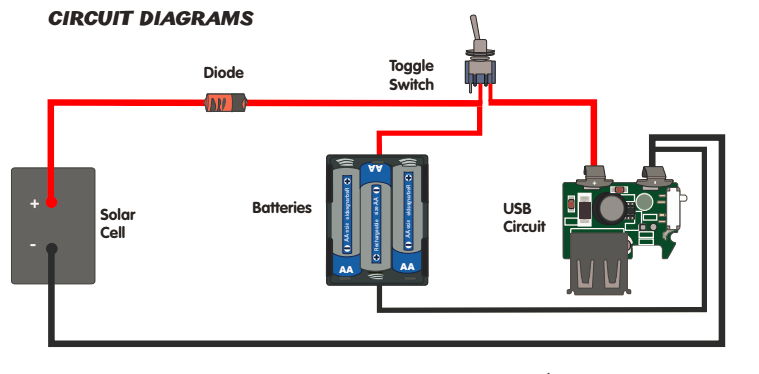 CIRCUIT DIAGRAMS
Toggle
Switch
Diode
+
-
Solar
Cell
Batteries
AA
AA
AA
USB
Circuit